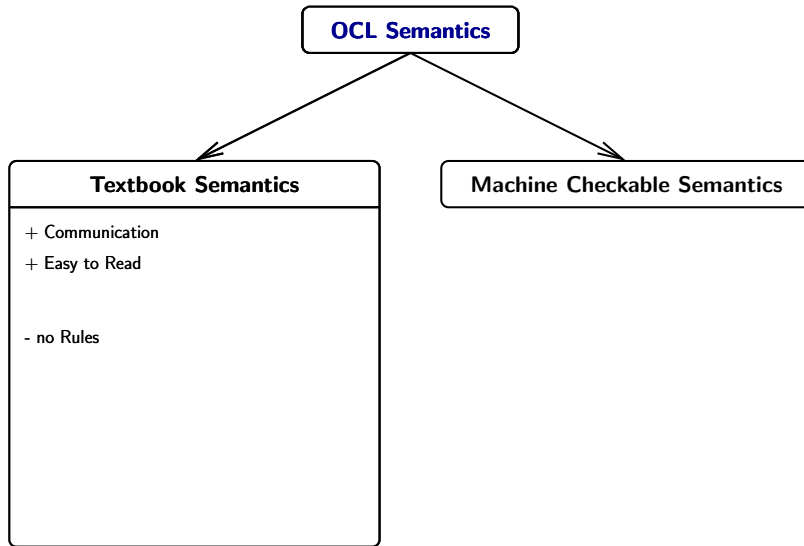 OCL Semantics
Textbook Semantics
+ Communication
+ Easy to Read
- no Rules
Machine Checkable Semantics